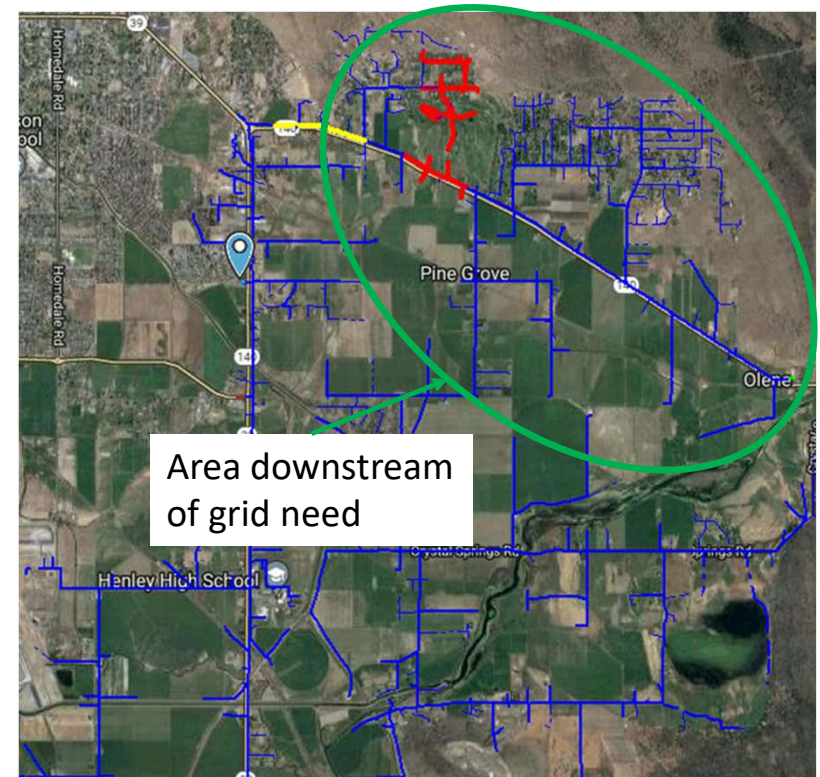 39
Homedale Rd
140
Pine Grove
Homedale Rd
140
140
Olene
Area downstream
of grid need
Crystal Springs Rd
Springs Rd
Henley High School